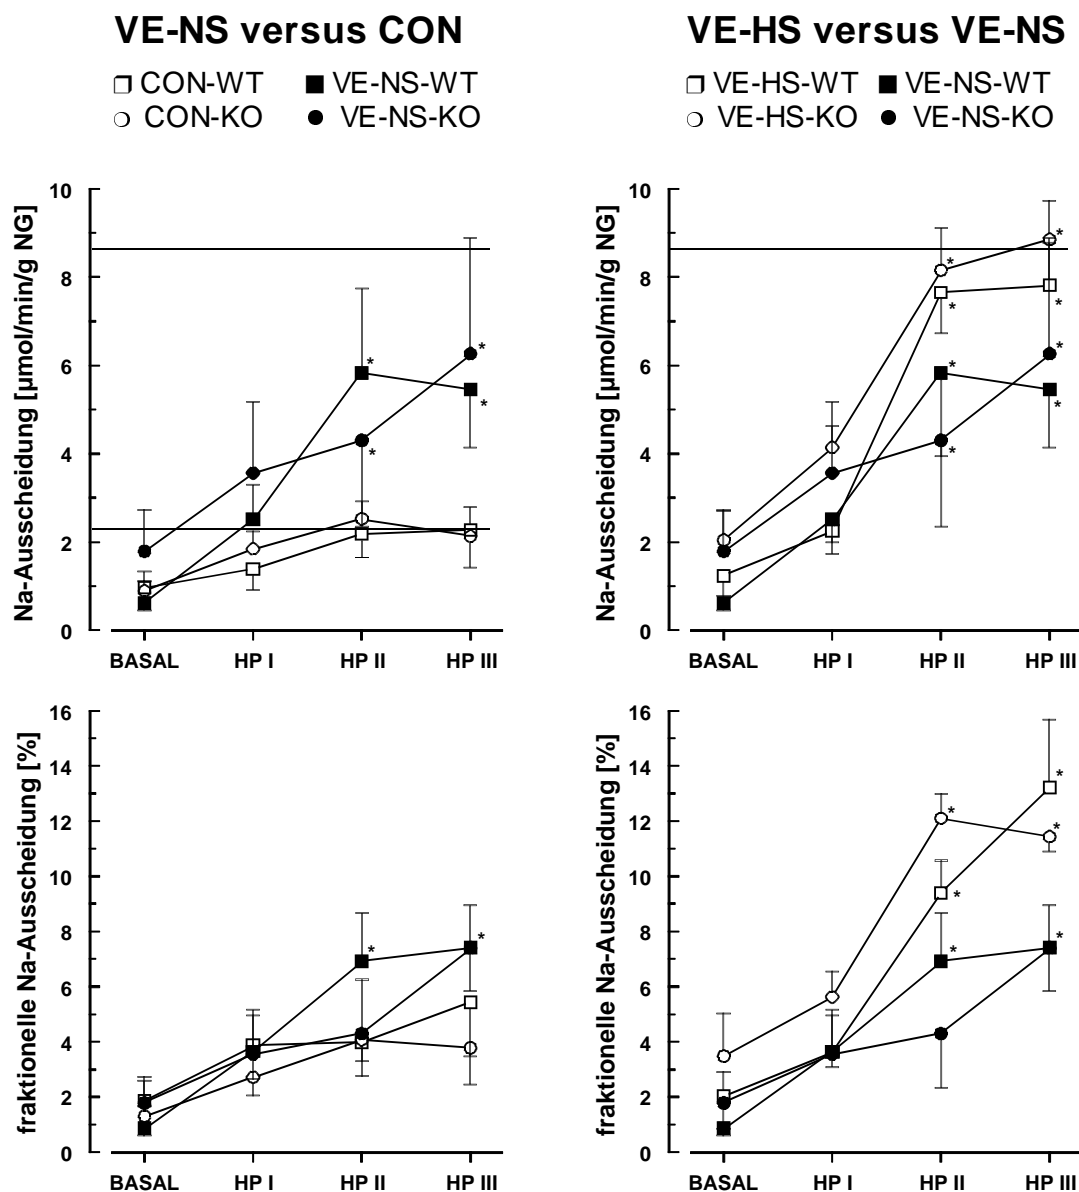 VE-NS versus CON
CON-WT VE-NS-WT
CON-KO VE-NS-KO
Na-Ausscheidung [µmol/min/g NG]
10
8
6
4
2
0
BASAL HP I HP II HP III
* * * *
VE-HS versus VE-NS
VE-HS-WT VE-NS-WT
VE-HS-KO VE-NS-KO
Na-Ausscheidung [µmol/min/g NG]
10
8
6
4
2
0
BASAL HP I HP II HP III
* * * * * * * *
fraktionelle Na-Ausscheidung [%]
16
14
12
10
8
6
4
2
0
BASAL HP I HP II HP III
* *
fraktionelle Na-Ausscheidung [%]
16
14
12
10
8
6
4
2
0
BASAL HP I HP II HP III
* * * * * *